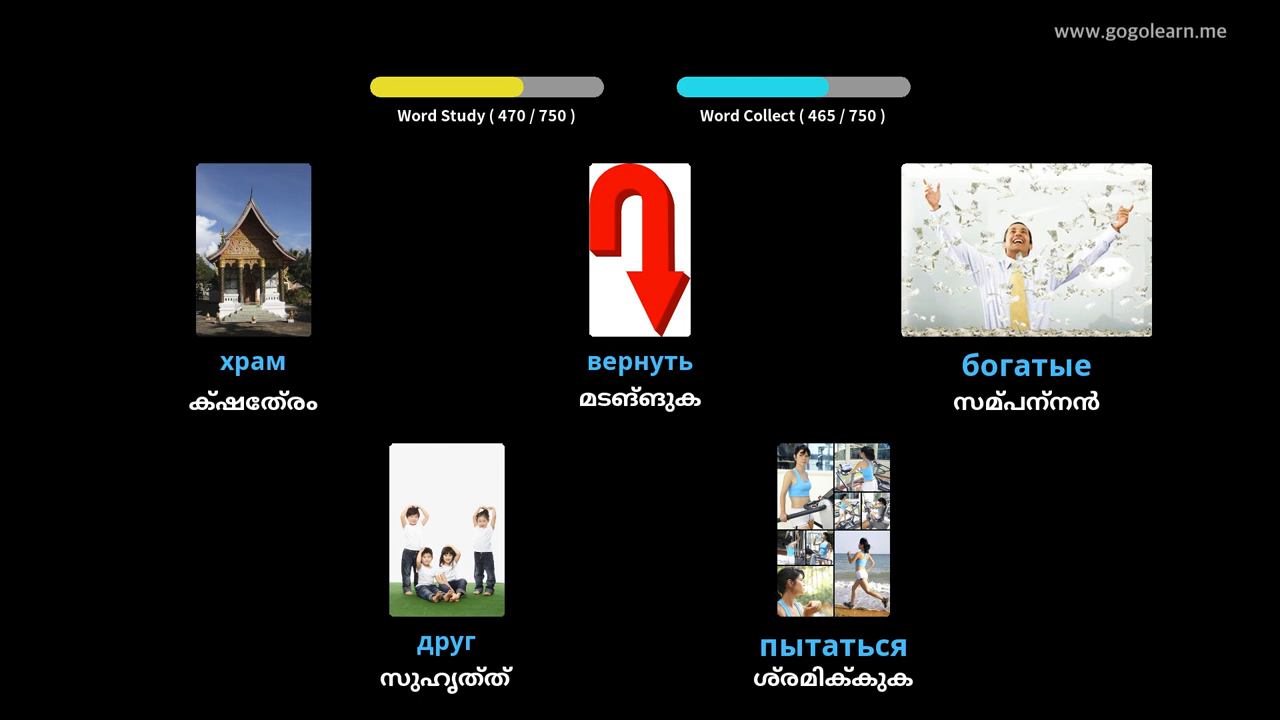 www.gogolearn.me
Word Study ( 470 / 750 )
Word Collect ( 465 / 750 )
храм
ക്ഷേത്രം
вернуть
മടങ്ങുക
богатые
സമ്പന്നൻ
друг
സുഹൃത്ത്
пытаться
ശ്രമിക്കുക